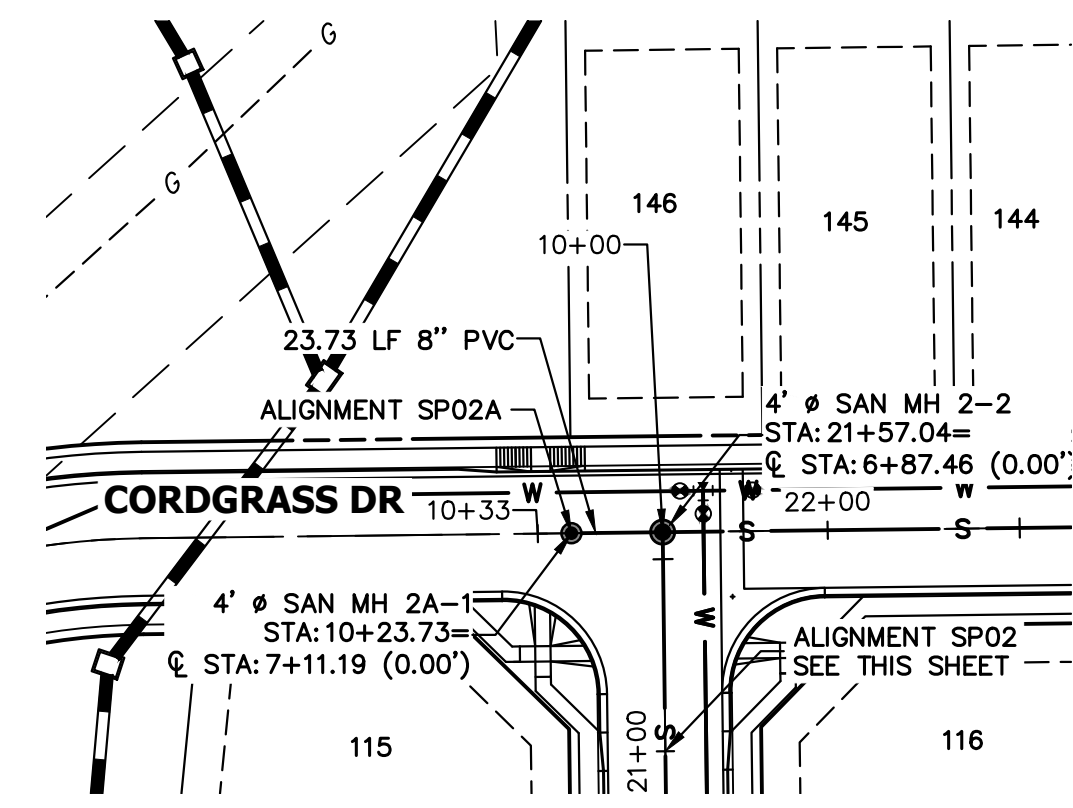 G
G
146
145
144
10+00
23.73 LF 8" PVC
ALIGNMENT SP02A
4' ø SAN MH 2-2
STA: 21+57.04=
℄ STA: 6+87.46 (0.00')
CORDGRASS DR
10+33
W
W
W
22+00
S
S
4' ø SAN MH 2A-1
STA: 10+23.73=
℄ STA: 7+11.19 (0.00')
W
ALIGNMENT SP02
SEE THIS SHEET
S
21+00
115
116